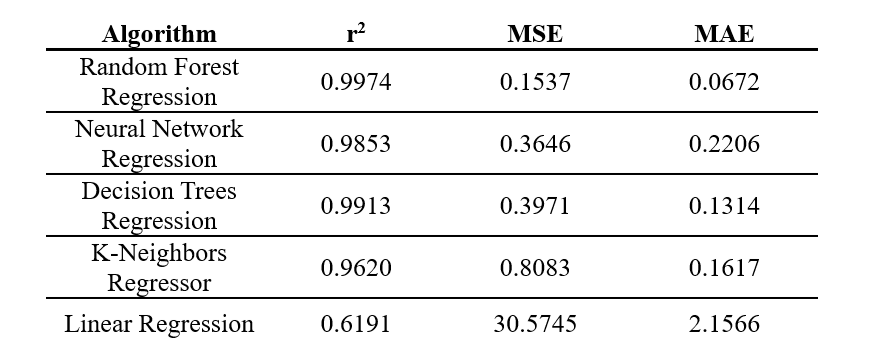 Algorithm r² MSE MAE
Random Forest
Regression 0.9974 0.1537 0.0672
Neural Network
Regression 0.9853 0.3646 0.2206
Decision Trees
Regression 0.9913 0.3971 0.1314
K-Neighbors
Regressor 0.9620 0.8083 0.1617
Linear Regression 0.6191 30.5745 2.1566